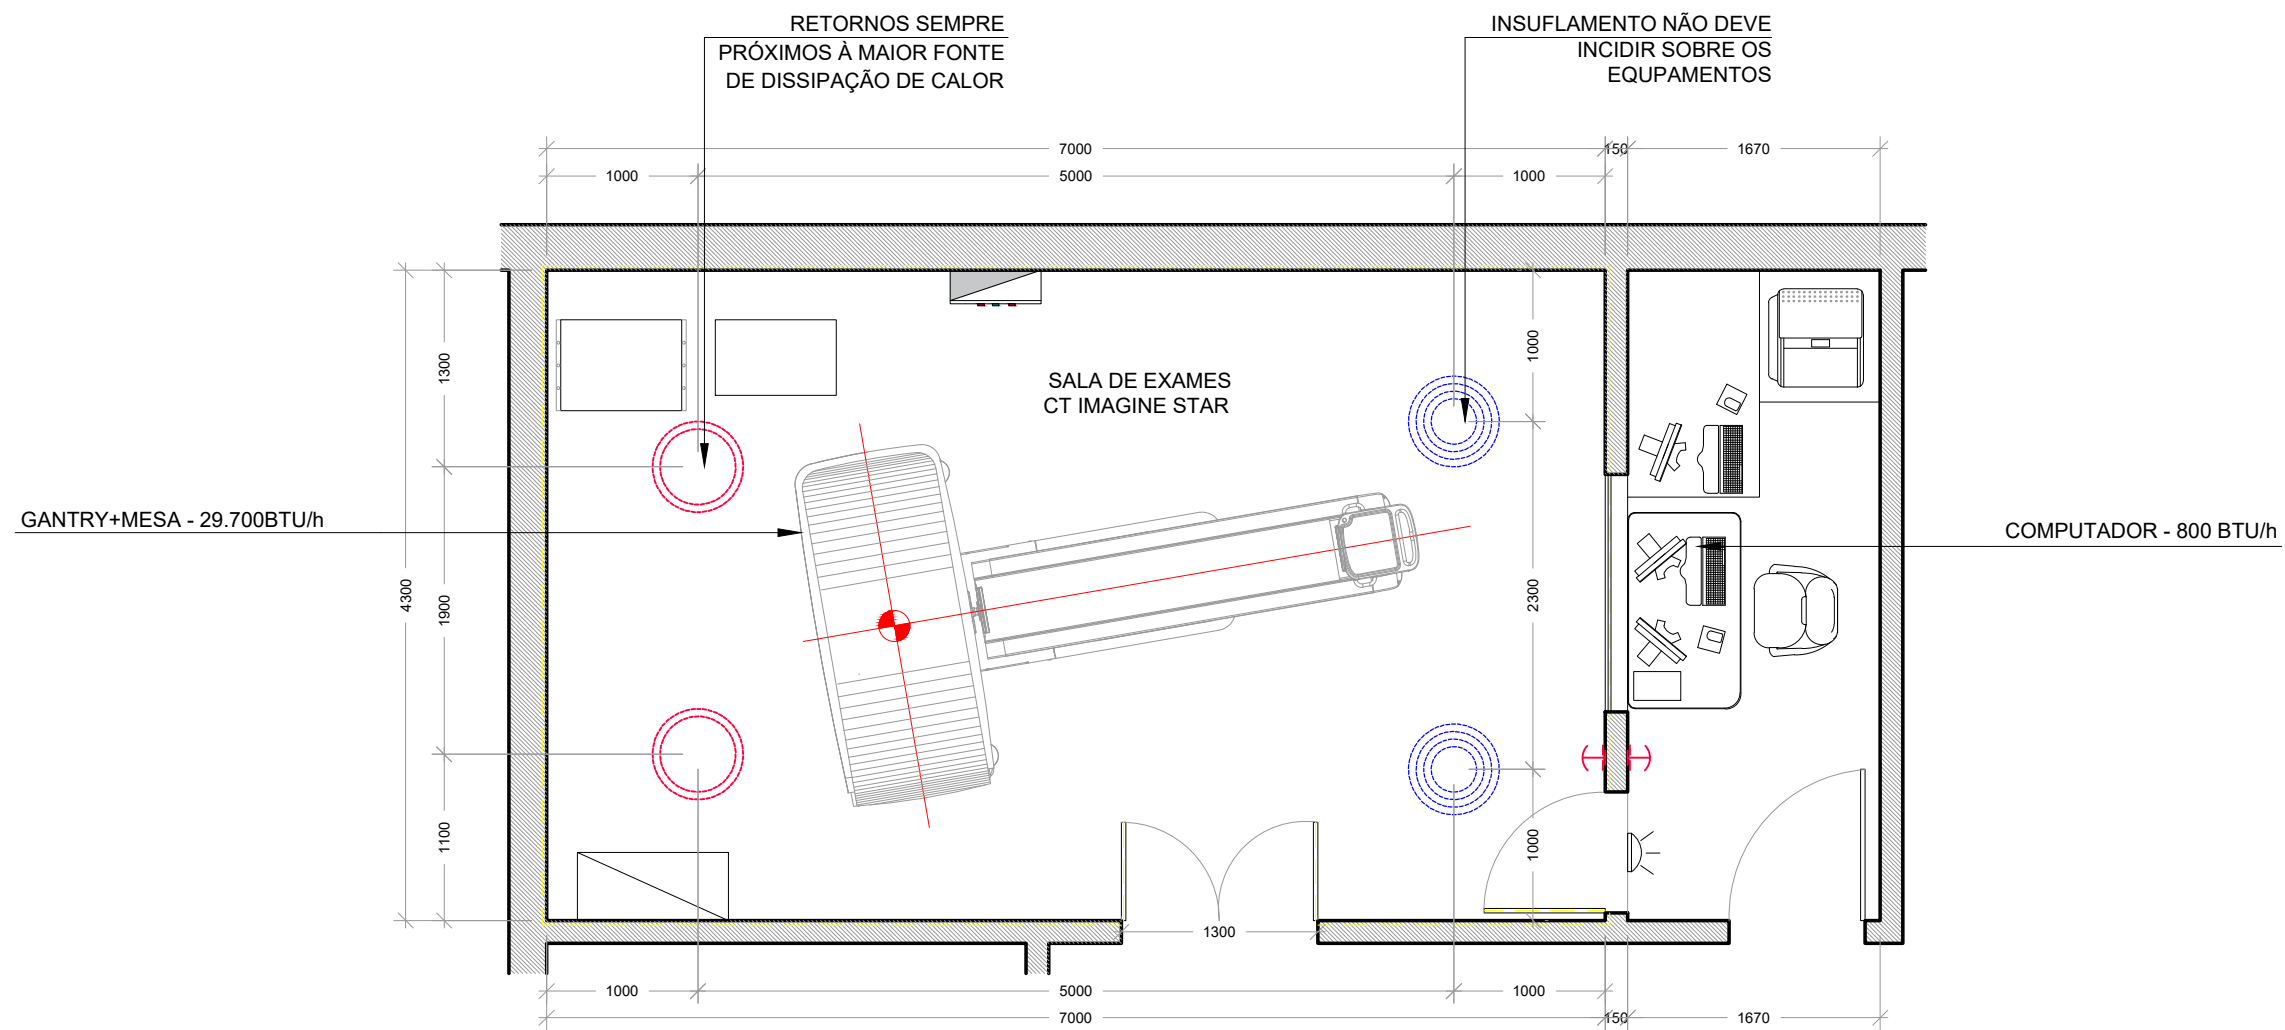 RETORNOS SEMPRE
PRÓXIMOS À MAIOR FONTE
DE DISSIPAÇÃO DE CALOR
INSUFLAMENTO NÃO DEVE
INCIDIR SOBRE OS
EQUPAMENTOS
7000
150
1670
1000
5000
1000
SALA DE EXAMES
CT IMAGINE STAR
GANTRY+MESA - 29.700BTU/h
COMPUTADOR - 800 BTU/h
4300
1300
1900
1100
1000
2300
1000
1300
1000
5000
1000
7000
150
1670